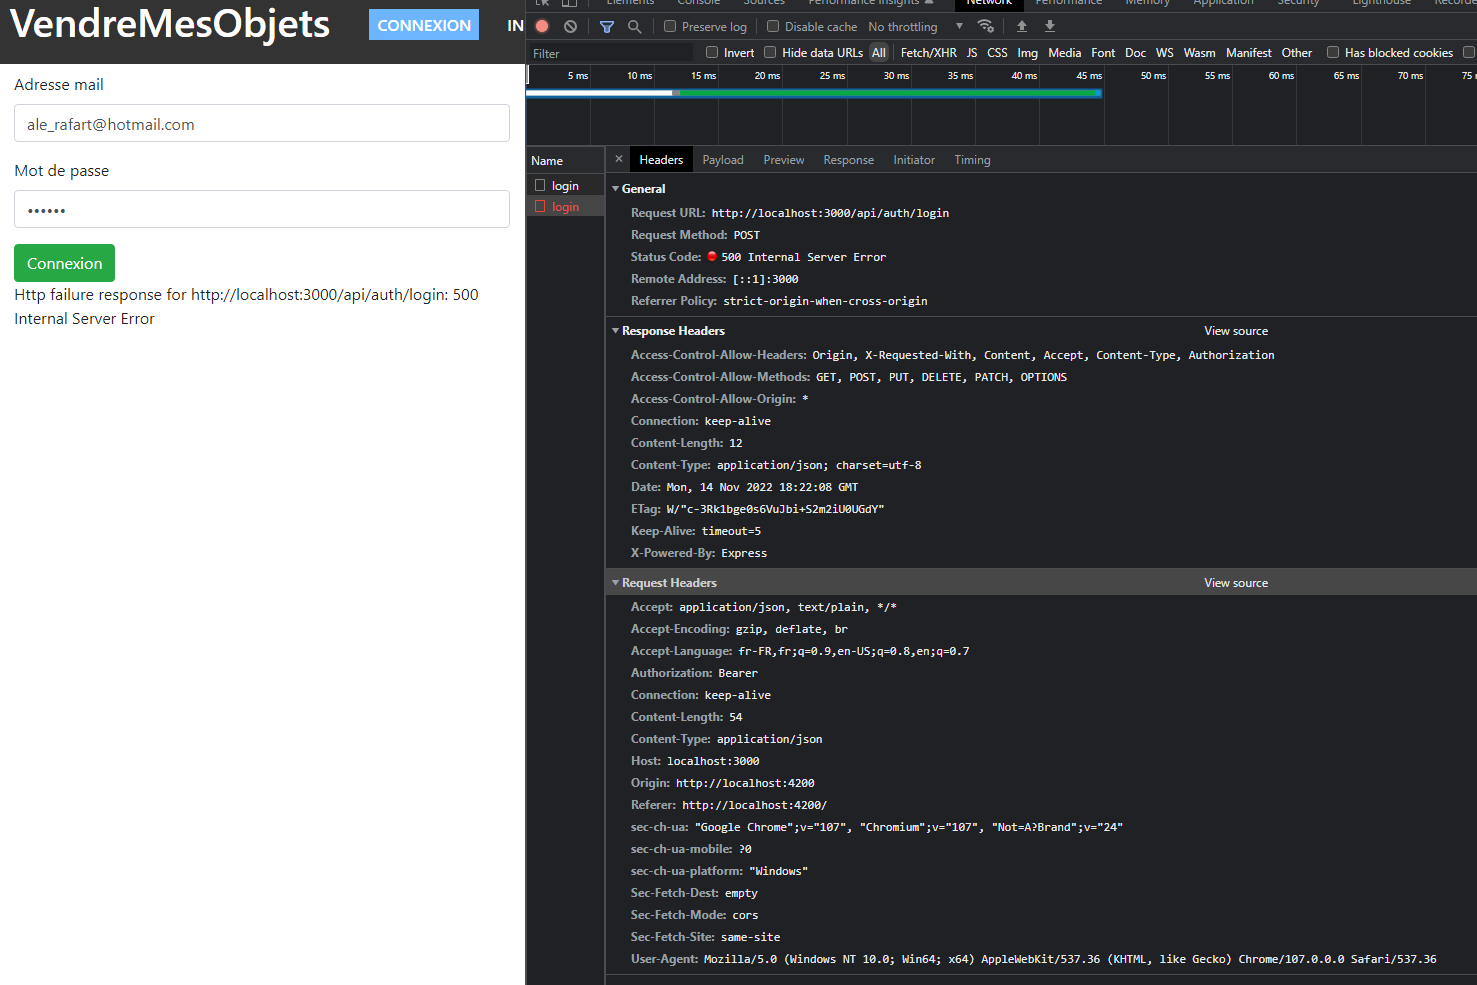 VendreMesObjets
CONNEXION
IN
Adresse mail
ale_rafart@hotmail.com
Mot de passe
••••••
Connexion
Http failure response for http://localhost:3000/api/auth/login: 500
Internal Server Error
Elements Console Sources Performance insights Network Performance Memory Application Security Lighthouse Recorde
Preserve log Disable cache No throttling
Filter Invert Hide data URLs All Fetch/XHR JS CSS Img Media Font Doc WS Wasm Manifest Other Has blocked cookies
5 ms 10 ms 15 ms 20 ms 25 ms 30 ms 35 ms 40 ms 45 ms 50 ms 55 ms 60 ms 65 ms 70 ms 75
Name
login
login
× Headers Payload Preview Response Initiator Timing
General
Request URL: http://localhost:3000/api/auth/login
Request Method: POST
Status Code: 500 Internal Server Error
Remote Address: [::1]:3000
Referrer Policy: strict-origin-when-cross-origin
Response Headers View source
Access-Control-Allow-Headers: Origin, X-Requested-With, Content, Accept, Content-Type, Authorization
Access-Control-Allow-Methods: GET, POST, PUT, DELETE, PATCH, OPTIONS
Access-Control-Allow-Origin: *
Connection: keep-alive
Content-Length: 12
Content-Type: application/json; charset=utf-8
Date: Mon, 14 Nov 2022 18:22:08 GMT
ETag: W/"c-3Rk1bge0s6VuJbi+S2m2iU0UGdY"
Keep-Alive: timeout=5
X-Powered-By: Express
Request Headers View source
Accept: application/json, text/plain, */*
Accept-Encoding: gzip, deflate, br
Accept-Language: fr-FR,fr;q=0.9,en-US;q=0.8,en;q=0.7
Authorization: Bearer
Connection: keep-alive
Content-Length: 54
Content-Type: application/json
Host: localhost:3000
Origin: http://localhost:4200
Referer: http://localhost:4200/
sec-ch-ua: "Google Chrome";v="107", "Chromium";v="107", "Not=A?Brand";v="24"
sec-ch-ua-mobile: ?0
sec-ch-ua-platform: "Windows"
Sec-Fetch-Dest: empty
Sec-Fetch-Mode: cors
Sec-Fetch-Site: same-site
User-Agent: Mozilla/5.0 (Windows NT 10.0; Win64; x64) AppleWebKit/537.36 (KHTML, like Gecko) Chrome/107.0.0.0 Safari/537.36